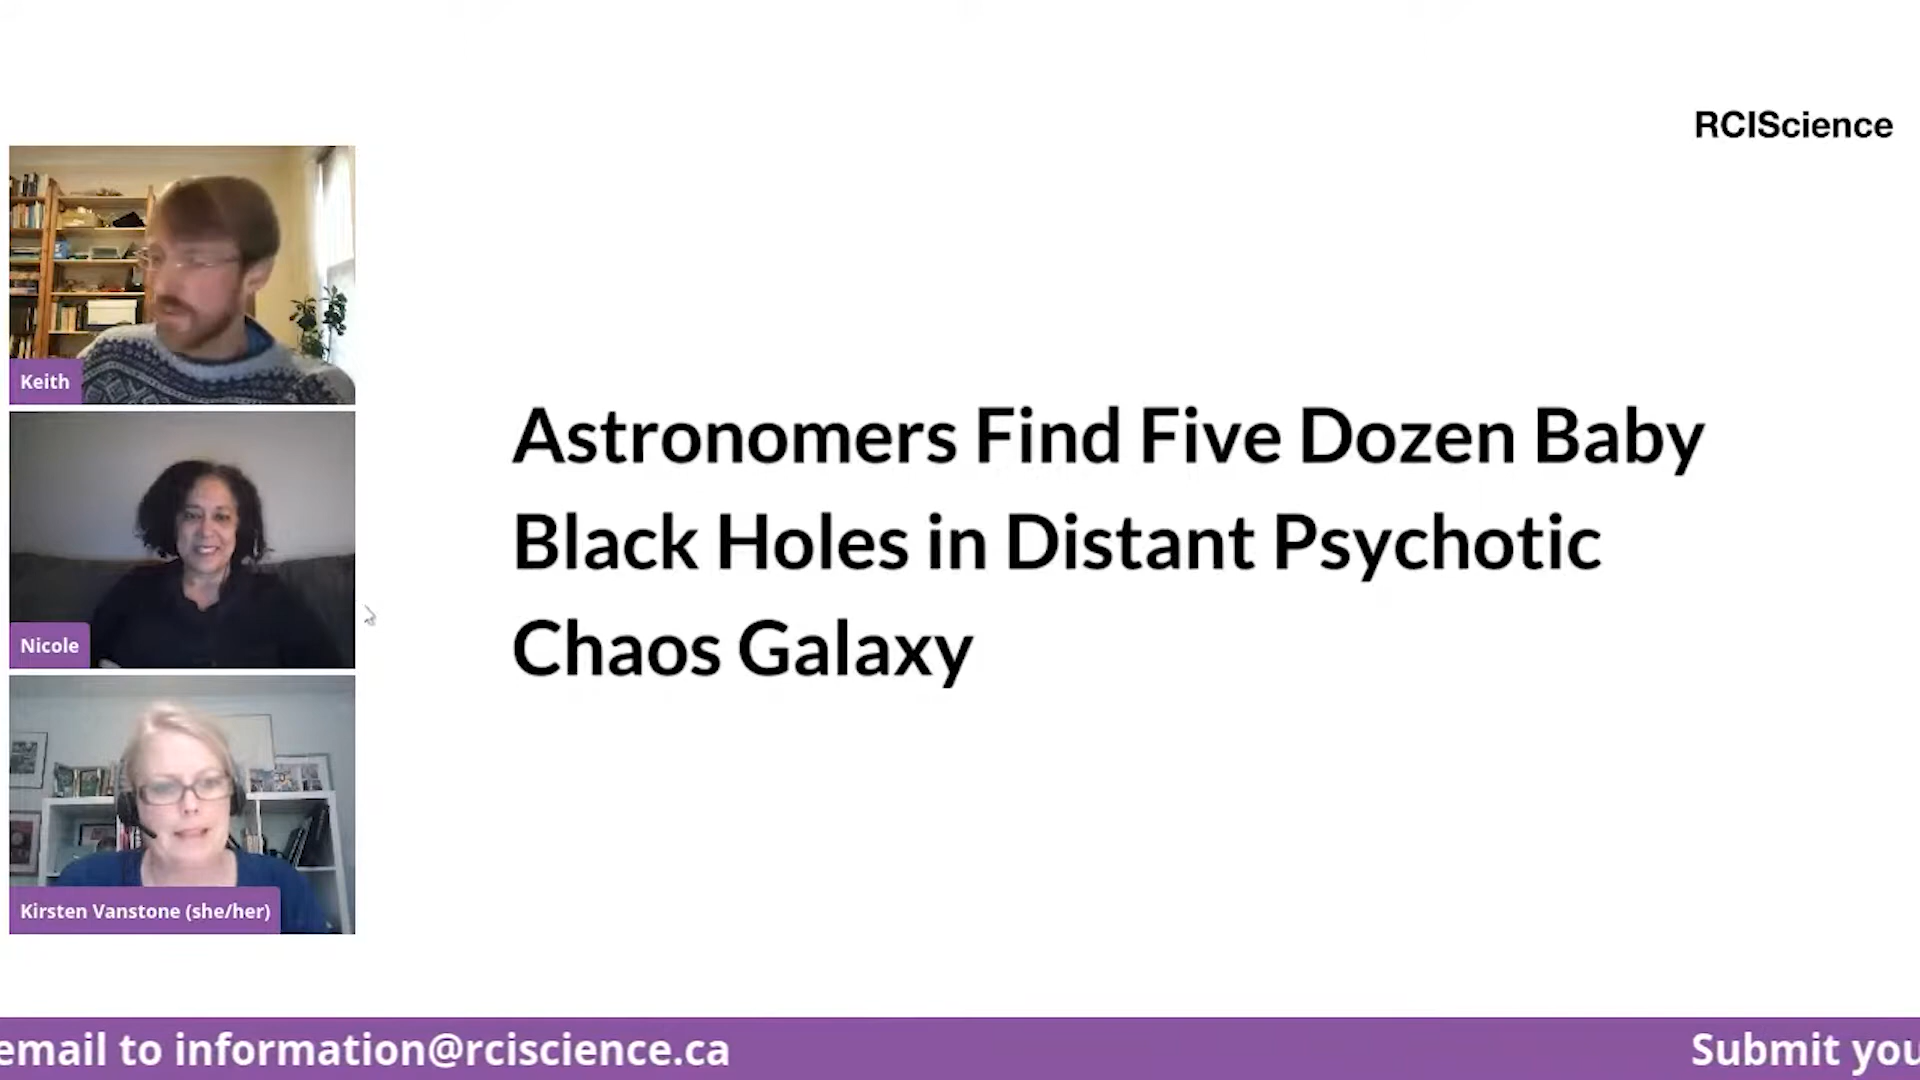 RCIScience
Keith
Nicole
Kirsten Vanstone (she/her)
Astronomers Find Five Dozen Baby
Black Holes in Distant Psychotic
Chaos Galaxy
email to information@rciscience.ca
Submit you